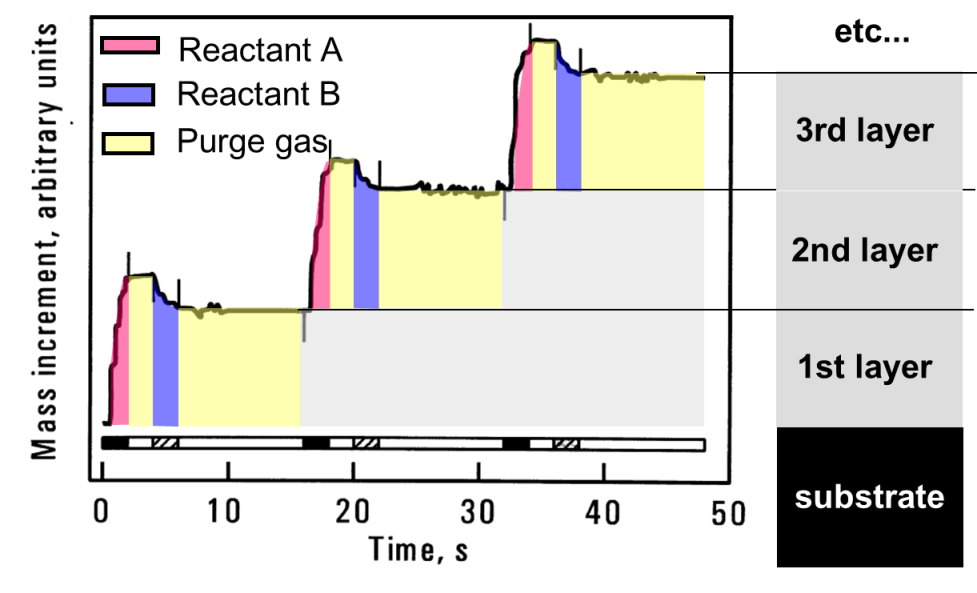 Mass increment, arbitrary units
Reactant A
Reactant B
Purge gas
0 10 20 30 40 50
Time, s
etc...
3rd layer
2nd layer
1st layer
substrate